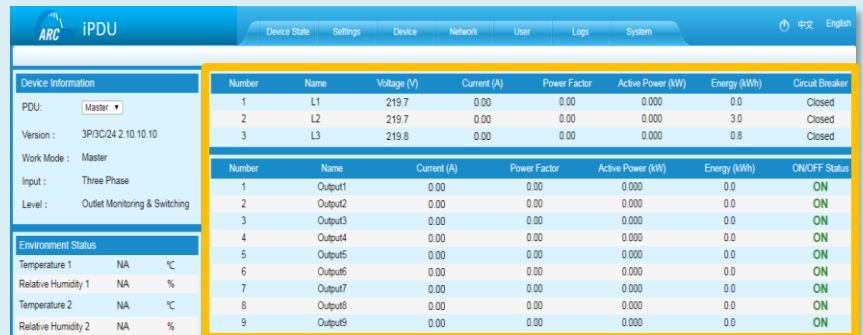 ARC iPDU
Device State Settings Device Network User Logs System
中文 English
Device Information
PDU: Master
Version : 3P/3C/24 2.10.10.10
Work Mode : Master
Input : Three Phase
Level : Outlet Monitoring & Switching
Environment Status
Temperature 1 NA ℃
Relative Humidity 1 NA %
Temperature 2 NA ℃
Relative Humidity 2 NA %
Number Name Voltage (V) Current (A) Power Factor Active Power (kW) Energy (kWh) Circuit Breaker
1 L1 219.7 0.00 0.00 0.000 0.0 Closed
2 L2 219.7 0.00 0.00 0.000 3.0 Closed
3 L3 219.8 0.00 0.00 0.000 0.8 Closed
Number Name Current (A) Power Factor Active Power (kW) Energy (kWh) ON/OFF Status
1 Output1 0.00 0.00 0.000 0.0 ON
2 Output2 0.00 0.00 0.000 0.0 ON
3 Output3 0.00 0.00 0.000 0.0 ON
4 Output4 0.00 0.00 0.000 0.0 ON
5 Output5 0.00 0.00 0.000 0.0 ON
6 Output6 0.00 0.00 0.000 0.0 ON
7 Output7 0.00 0.00 0.000 0.0 ON
8 Output8 0.00 0.00 0.000 0.0 ON
9 Output9 0.00 0.00 0.000 0.0 ON